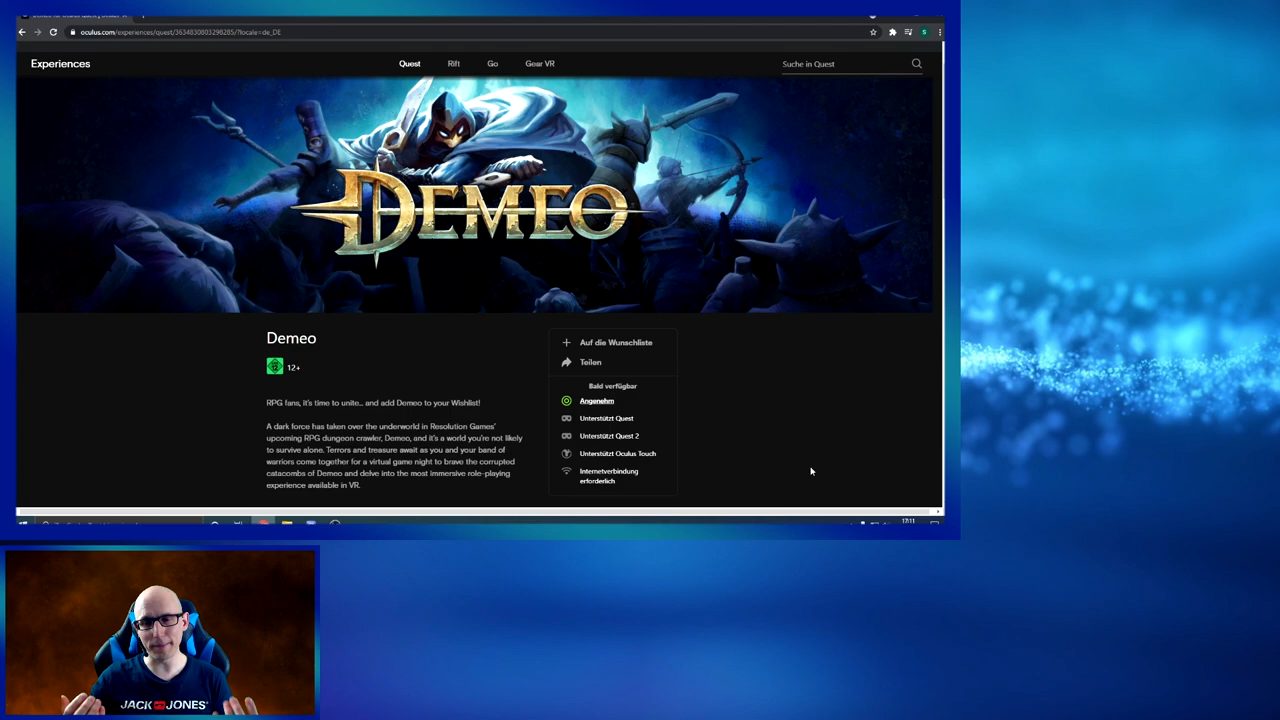 oculus.com/experiences/quest/3634830803298285/?locale=de_DE
Experiences
Quest
Rift
Go
Gear VR
Suche in Quest
DEMEO
Demeo
12+
RPG fans, it's time to unite... and add Demeo to your Wishlist!
A dark force has taken over the underworld in Resolution Games'
upcoming RPG dungeon crawler, Demeo, and it's a world you're not likely
to survive alone. Terrors and treasure await as you and your band of
warriors come together for a virtual game night to brave the corrupted
catacombs of Demeo and delve into the most immersive role-playing
experience available in VR.
Auf die Wunschliste
Teilen
Bald verfügbar
Angenehm
Unterstützt Quest
Unterstützt Quest 2
Unterstützt Oculus Touch
Internetverbindung
erforderlich
17:11
JACK JONES